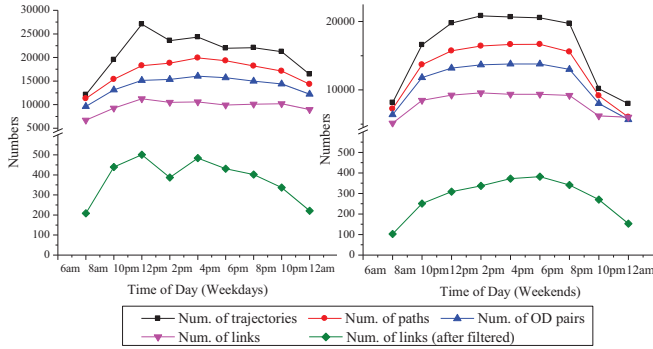 30000
25000
20000
15000
10000
5000
500
400
300
200
100
0
Numbers
6am 8am 10pm 12pm 2pm 4pm 6pm 8pm 10pm 12am
Time of Day (Weekdays)
20000
10000
500
400
300
200
100
0
Numbers
6am 8am 10pm 12pm 2pm 4pm 6pm 8pm 10pm 12am
Time of Day (Weekends)
Num. of trajectories Num. of paths Num. of OD pairs
Num. of links Num. of links (after filtered)